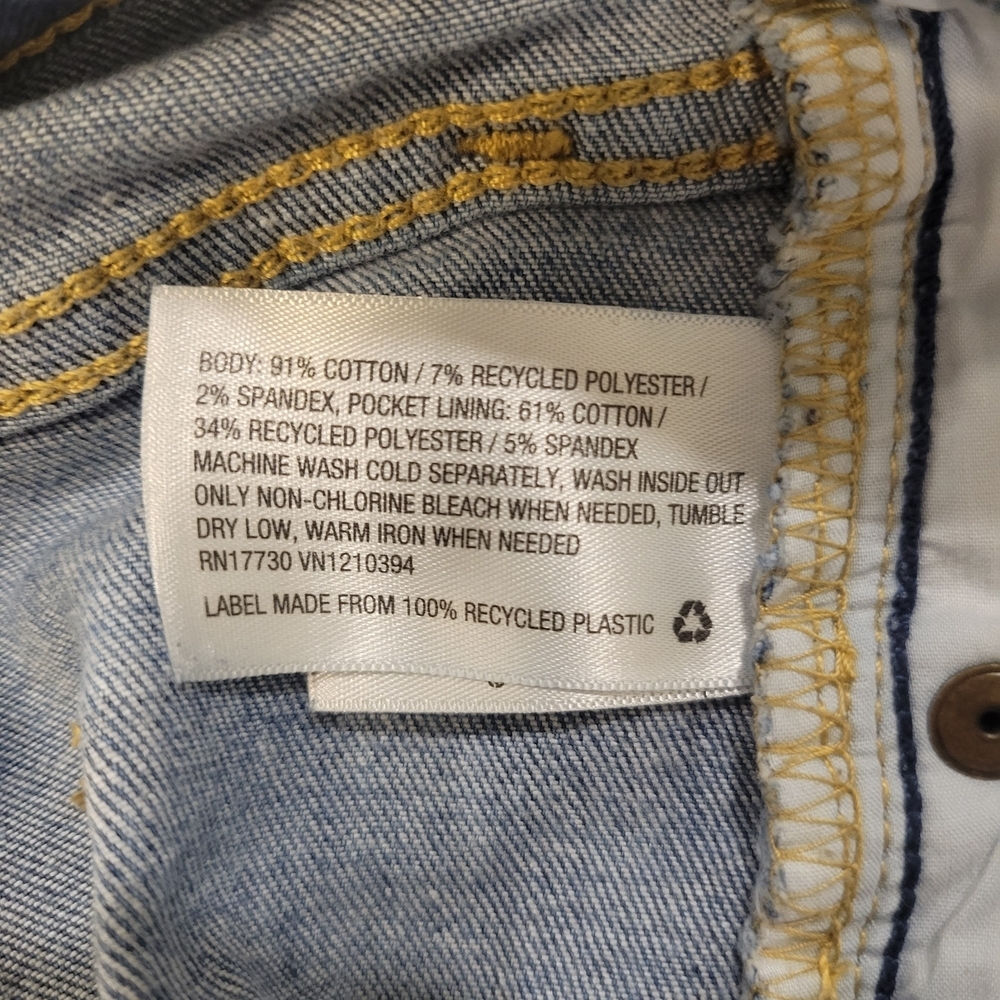 BODY: 91% COTTON / 7% RECYCLED POLYESTER /
2% SPANDEX, POCKET LINING: 61% COTTON /
34% RECYCLED POLYESTER / 5% SPANDEX
MACHINE WASH COLD SEPARATELY, WASH INSIDE OUT
ONLY NON-CHLORINE BLEACH WHEN NEEDED, TUMBLE
DRY LOW, WARM IRON WHEN NEEDED
RN17730 VN1210394
LABEL MADE FROM 100% RECYCLED PLASTIC